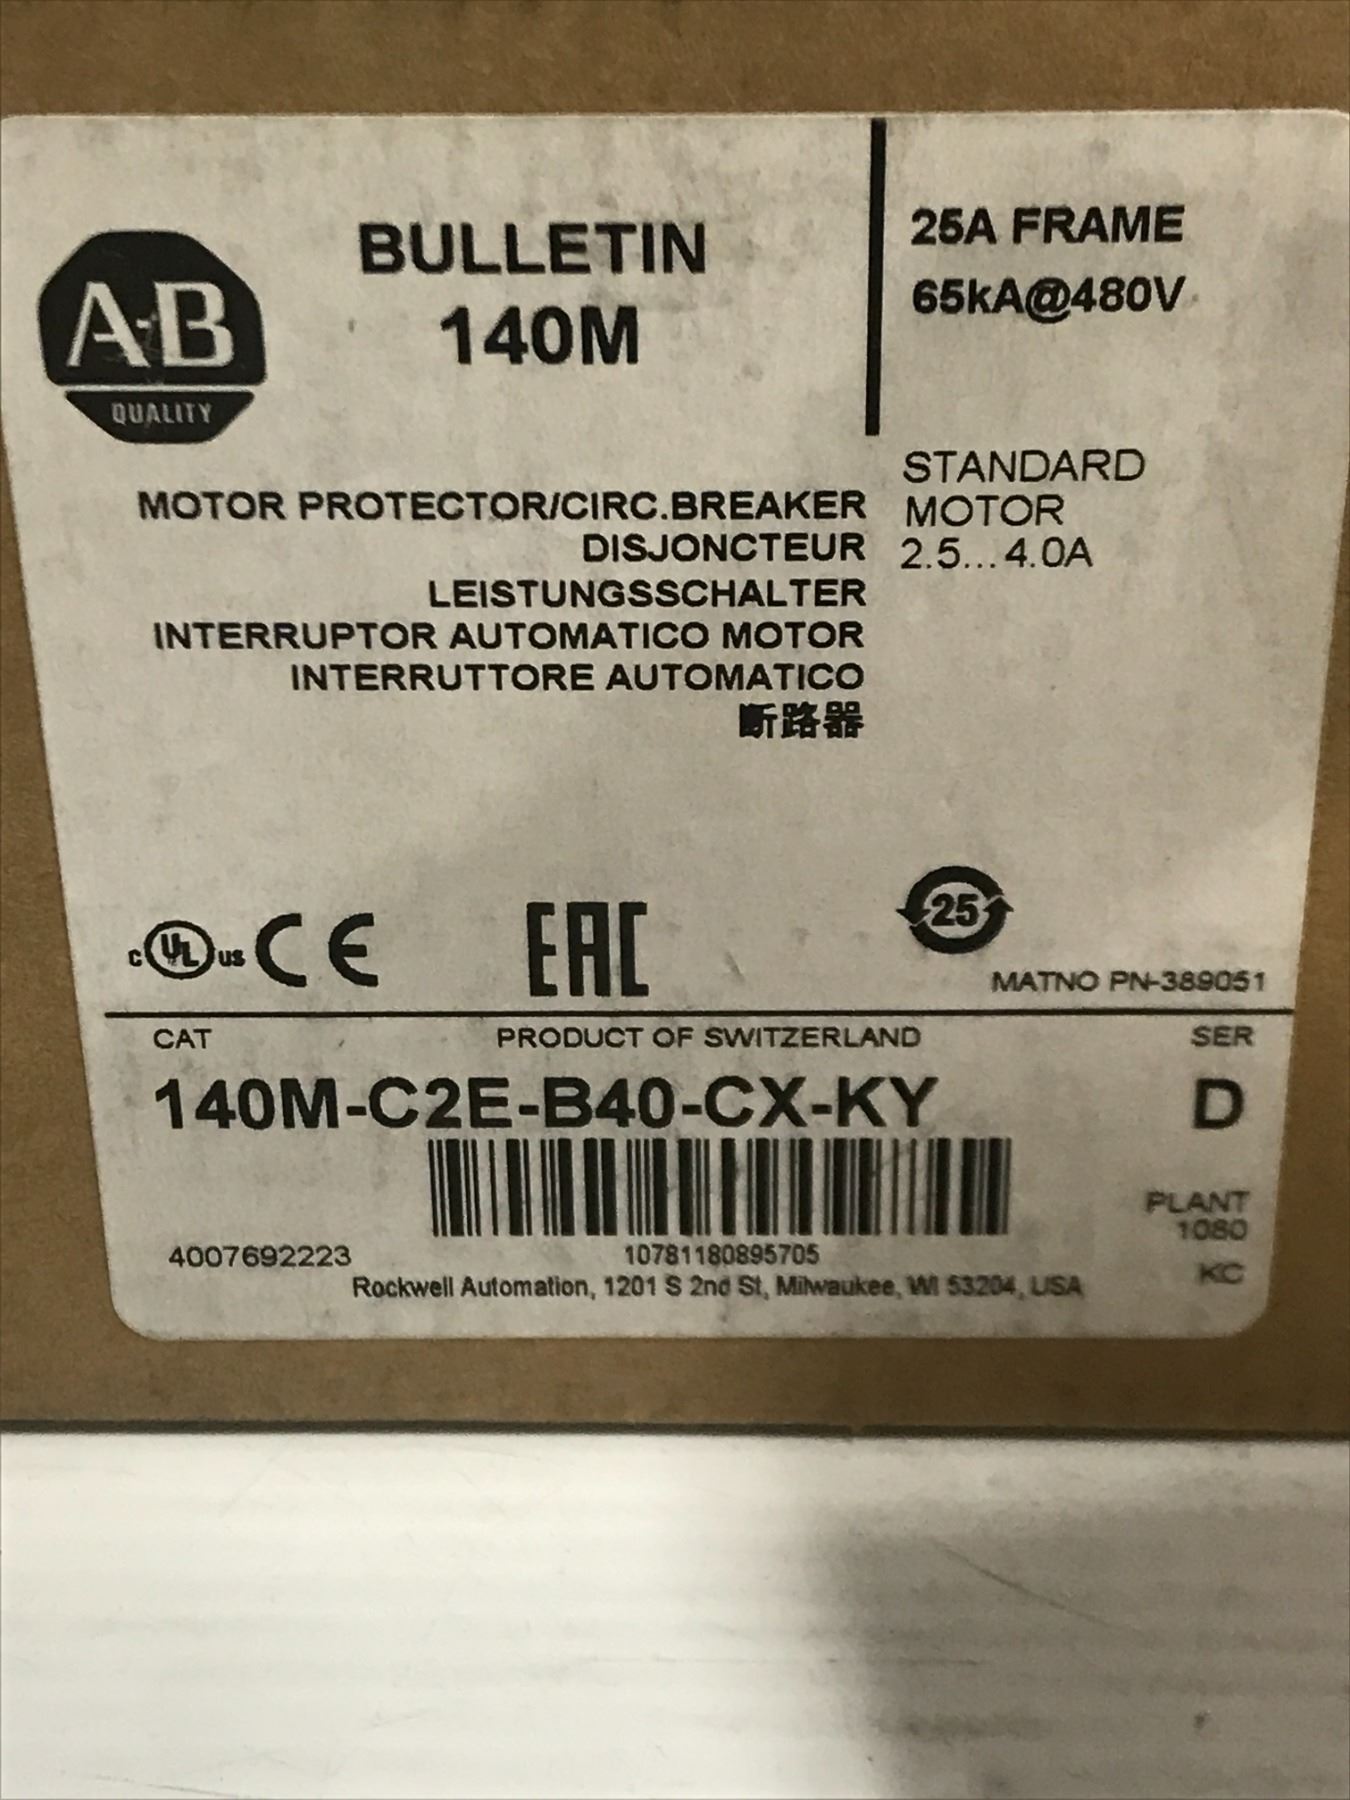 A-B
QUALITY
BULLETIN
140M
25A FRAME
65kA@480V
STANDARD
MOTOR
2.5...4.0A
MOTOR PROTECTOR/CIRC.BREAKER
DISJONCTEUR
LEISTUNGSSCHALTER
INTERRUPTOR AUTOMATICO MOTOR
INTERRUTTORE AUTOMATICO
断路器
C UL US CE
EAC
25
MATNO PN-389051
CAT PRODUCT OF SWITZERLAND SER
140M-C2E-B40-CX-KY D
PLANT
1080
4007692223 10781180895705
KC
Rockwell Automation, 1201 S 2nd St, Milwaukee, WI 53204, USA